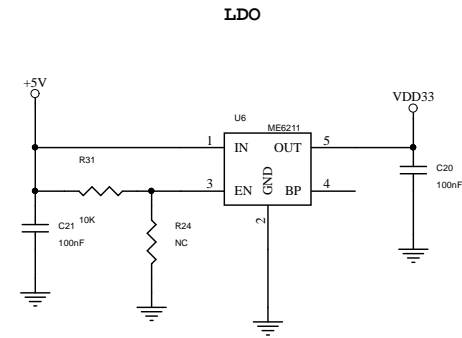 LDO
+5V
VDD33
U6
ME6211
1
IN
OUT
5
R31
3
EN
GND
BP
4
C20
100nF
10K
C21
100nF
R24
NC
2